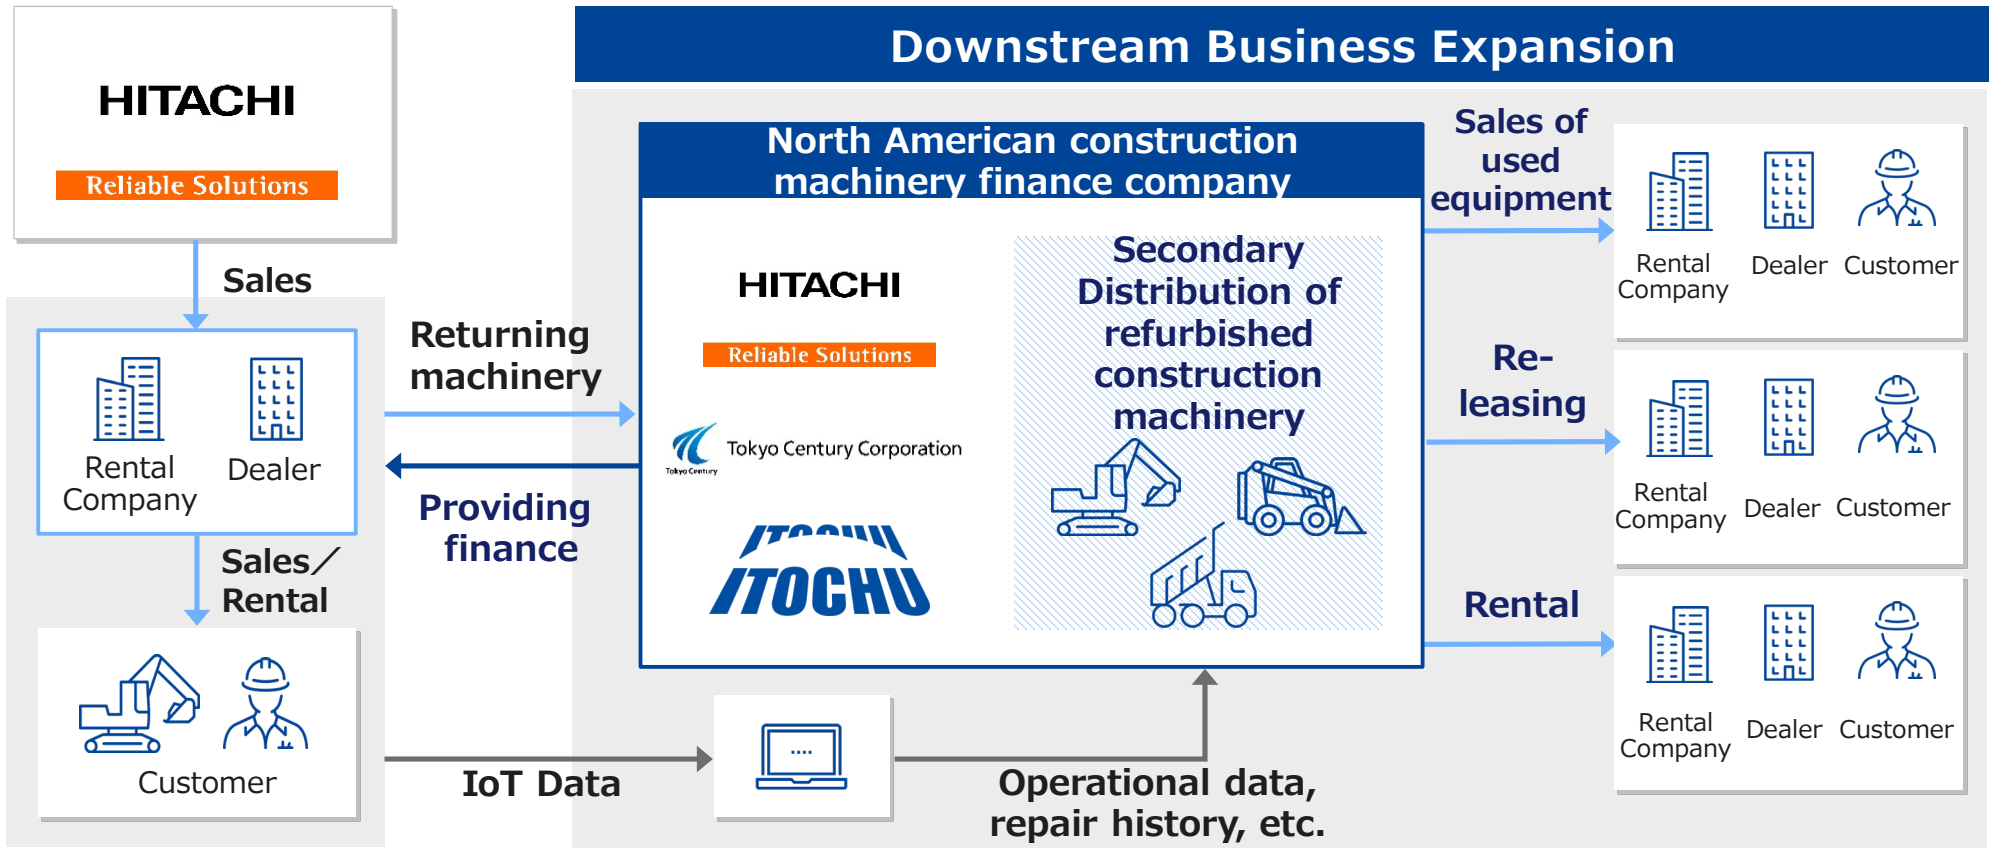 HITACHI
Reliable Solutions
Sales
Rental
Company
Dealer
Sales／
Rental
Customer
Returning
machinery
Providing
finance
IoT Data
Downstream Business Expansion
North American construction
machinery finance company
HITACHI
Reliable Solutions
Tokyo Century
Tokyo Century Corporation
ITOCHU
ITOCHU
Secondary
Distribution of
refurbished
construction
machinery
Operational data,
repair history, etc.
Sales of
used
equipment
Rental
Company
Dealer
Customer
Re-
leasing
Rental
Company
Dealer
Customer
Rental
Rental
Company
Dealer
Customer